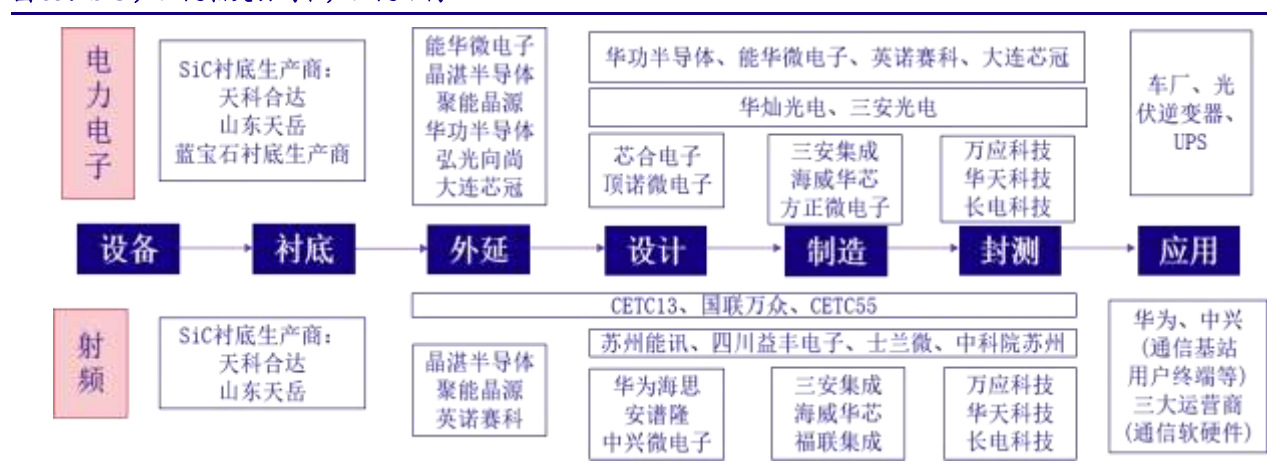 电力电子
SiC衬底生产商：
天科合达
山东天岳
蓝宝石衬底生产商
能华微电子
晶湛半导体
聚能晶源
华功半导体
弘光向尚
大连芯冠
华功半导体、能华微电子、英诺赛科、大连芯冠
华灿光电、三安光电
芯合电子
顶诺微电子
三安集成
海威华芯
方正微电子
万应科技
华天科技
长电科技
车厂、光
伏逆变器、
UPS
设备
衬底
外延
设计
制造
封测
应用
射频
SiC衬底生产商：
天科合达
山东天岳
CETC13、国联万众、CETC55
苏州能讯、四川益丰电子、士兰微、中科院苏州
晶湛半导体
聚能晶源
英诺赛科
华为海思
安谱隆
中兴微电子
三安集成
海威华芯
福联集成
万应科技
华天科技
长电科技
华为、中兴
(通信基站
用户终端等)
三大运营商
(通信软硬件)